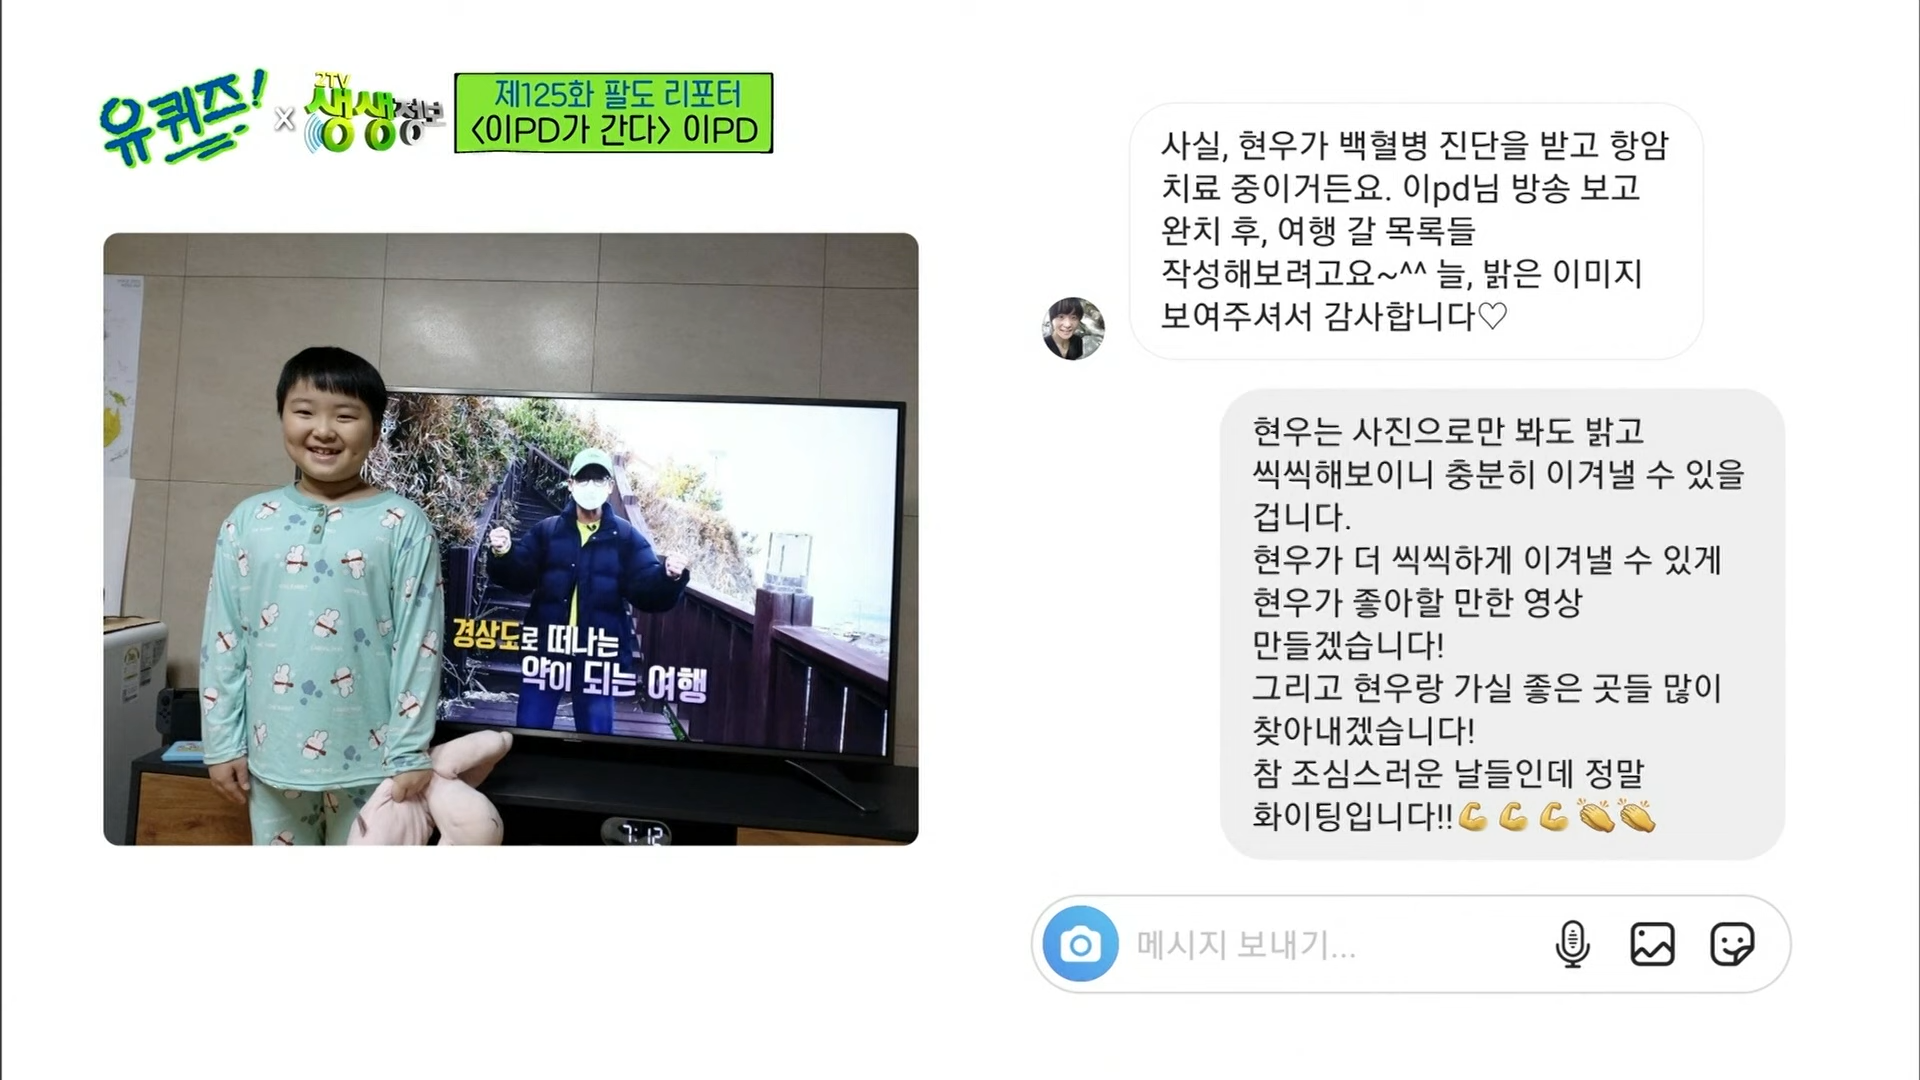 유퀴즈!
x
2TV
생생정보
제125화 팔도 리포터
<이PD가 간다> 이PD
경상도로 떠나는
약이 되는 여행
7:12
사실, 현우가 백혈병 진단을 받고 항암
치료 중이거든요. 이pd님 방송 보고
완치 후, 여행 갈 목록들
작성해보려고요~^^ 늘, 밝은 이미지
보여주셔서 감사합니다♡
현우는 사진으로만 봐도 밝고
씩씩해보이니 충분히 이겨낼 수 있을
겁니다.
현우가 더 씩씩하게 이겨낼 수 있게
현우가 좋아할 만한 영상
만들겠습니다!
그리고 현우랑 가실 좋은 곳들 많이
찾아내겠습니다!
참 조심스러운 날들인데 정말
화이팅입니다!!💪💪💪👏👏
메시지 보내기...